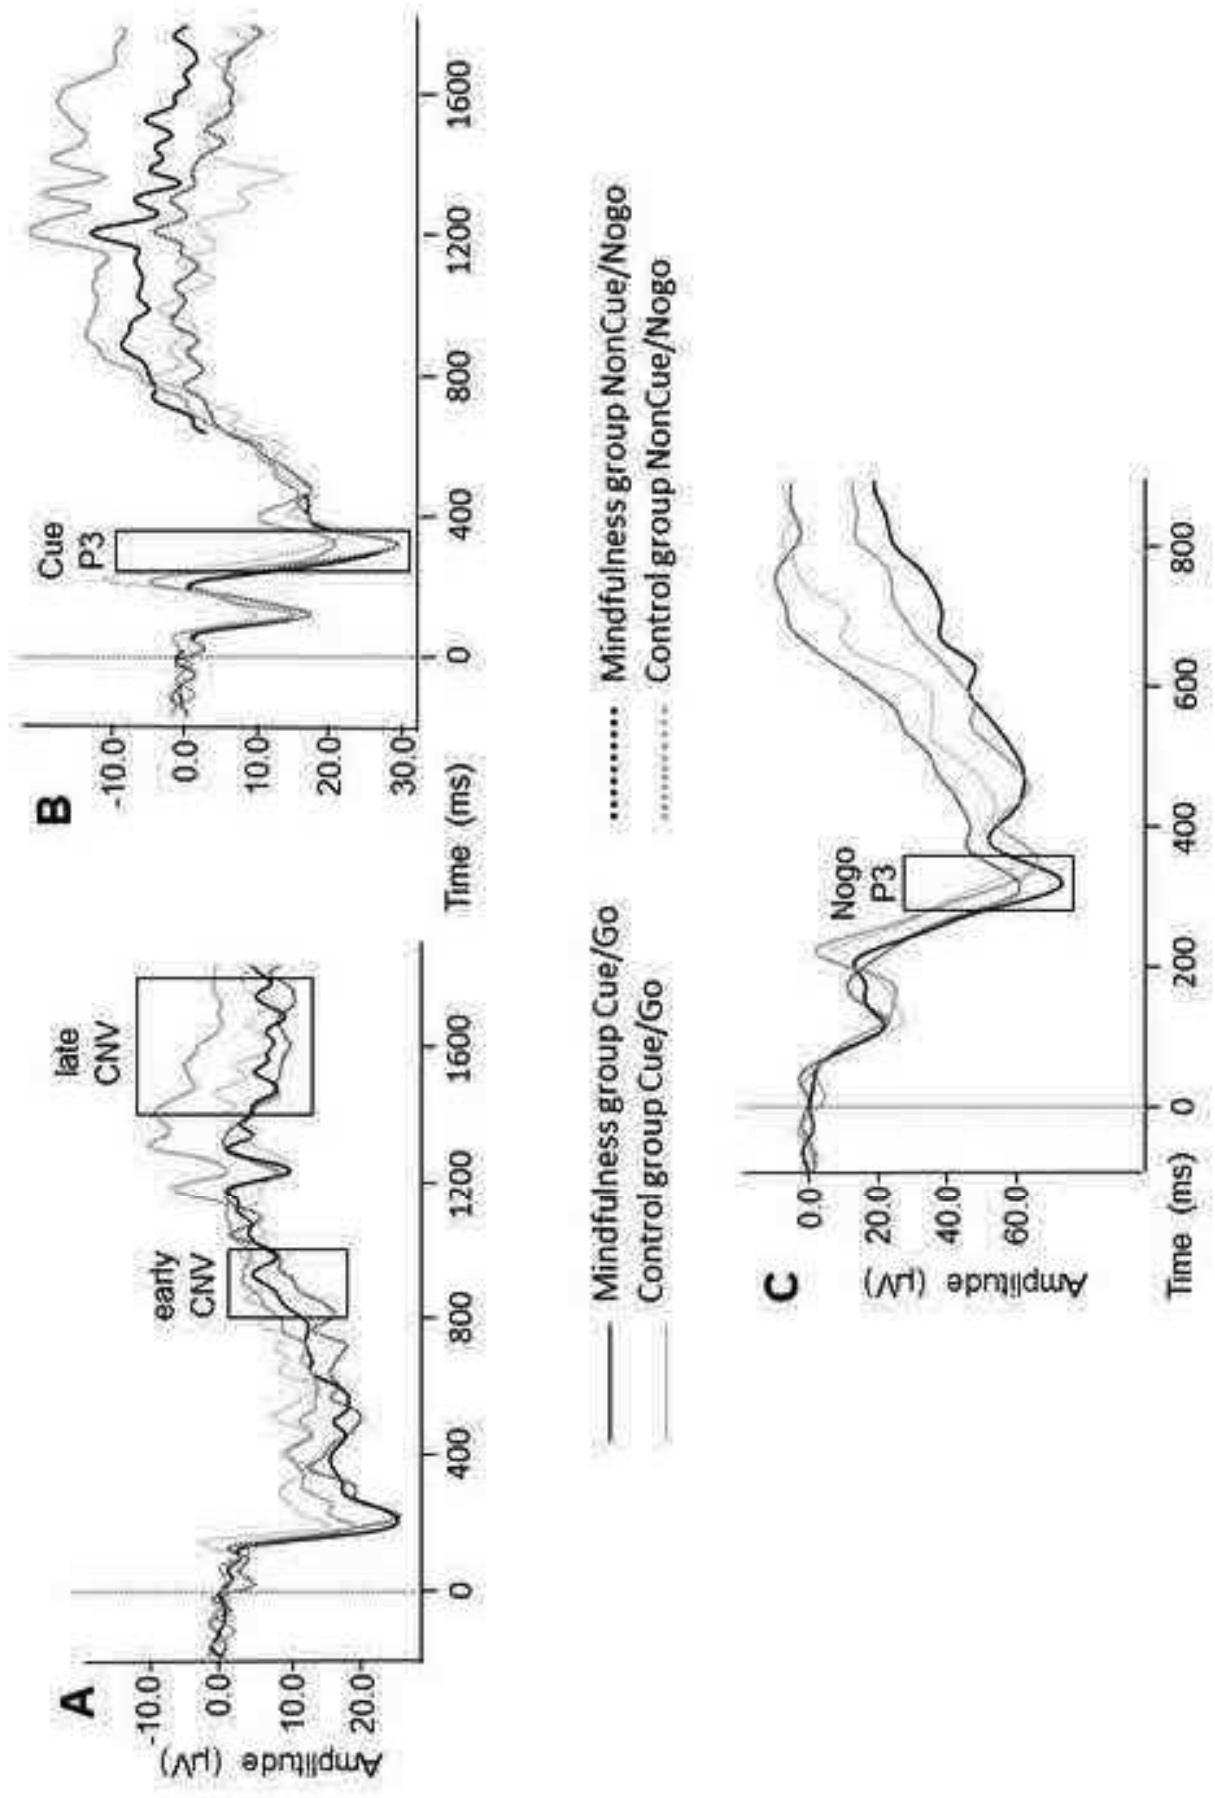 A
early
CNV
late
CNV
-10.0
0.0
10.0
20.0
Amplitude (µV)
0
400
800
1200
1600
Time (ms)
B
Cue
P3
-10.0
0.0
10.0
20.0
30.0
0
400
800
1200
1600
Mindfulness group Cue/Go
Mindfulness group NonCue/Nogo
Control group Cue/Go
Control group NonCue/Nogo
C
Nogo
P3
0.0
20.0
40.0
60.0
Amplitude (µV)
Time (ms)
0
200
400
600
800